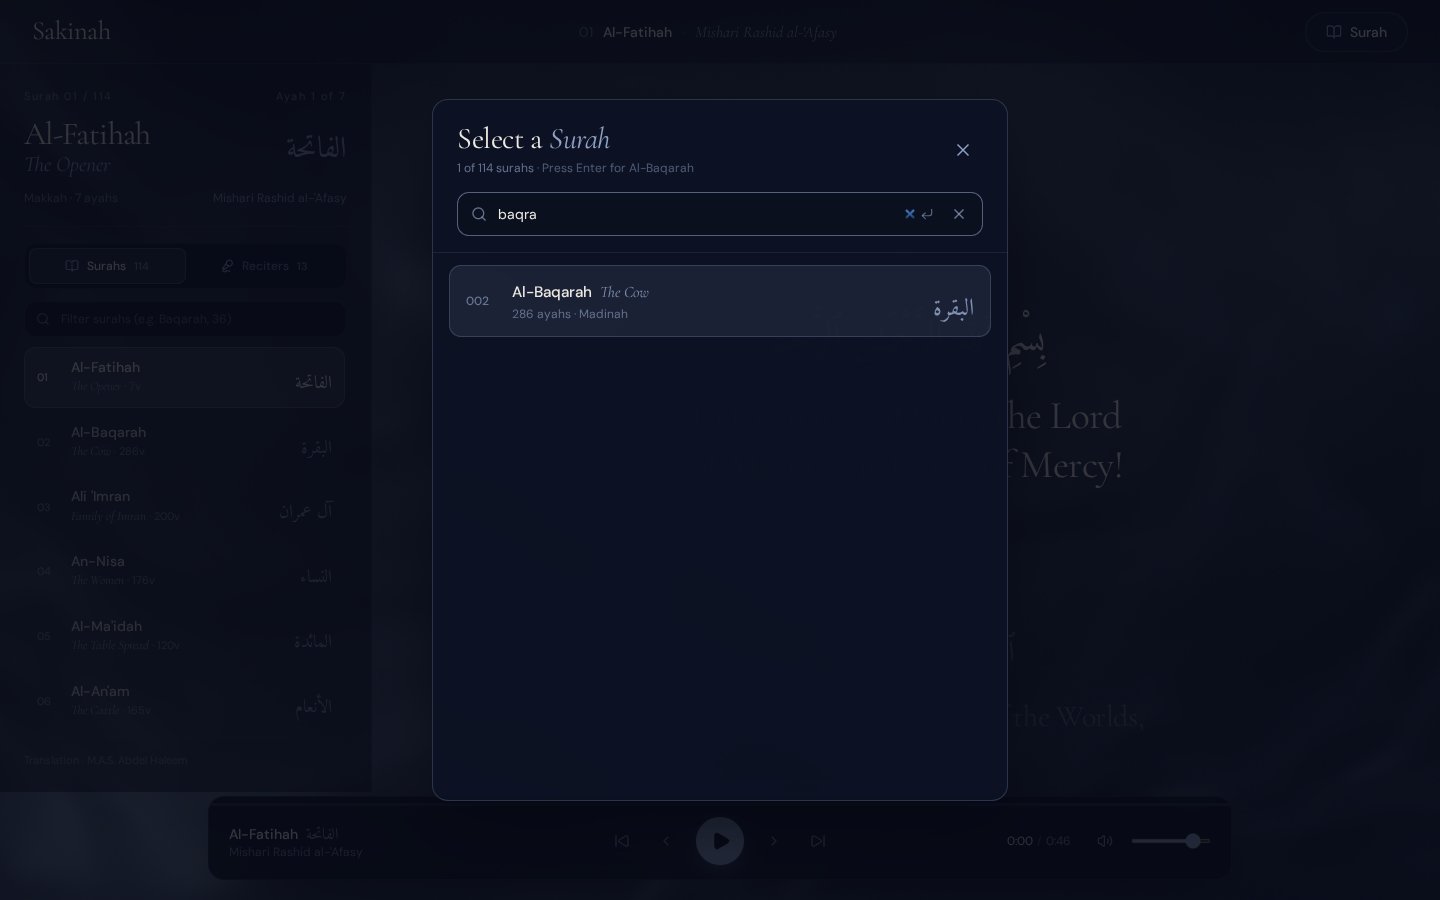 Sakinah
01 Al-Fatihah · Mishari Rashid al-'Afasy
Surah
Surah 01 / 114
Ayah 1 of 7
Al-Fatihah
الفاتحة
The Opener
Makkah · 7 ayahs
Mishari Rashid al-'Afasy
Surahs 114
Reciters 13
Filter surahs (e.g. Baqarah, 36)
01
Al-Fatihah
The Opener · 7v
الفاتحة
02
Al-Baqarah
The Cow · 286v
البقرة
03
Ali 'Imran
Family of Imran · 200v
آل عمران
04
An-Nisa
The Women · 176v
النساء
05
Al-Ma'idah
The Table Spread · 120v
المائدة
06
Al-An'am
The Cattle · 165v
الأنعام
Translation · M.A.S. Abdel Haleem
Select a Surah
1 of 114 surahs · Press Enter for Al-Baqarah
baqra
002
Al-Baqarah The Cow
286 ayahs · Madinah
البقرة
بِسْمِ
the Lord
of Mercy!
the Worlds,
Al-Fatihah الفاتحة
Mishari Rashid al-'Afasy
0:00 / 0:46